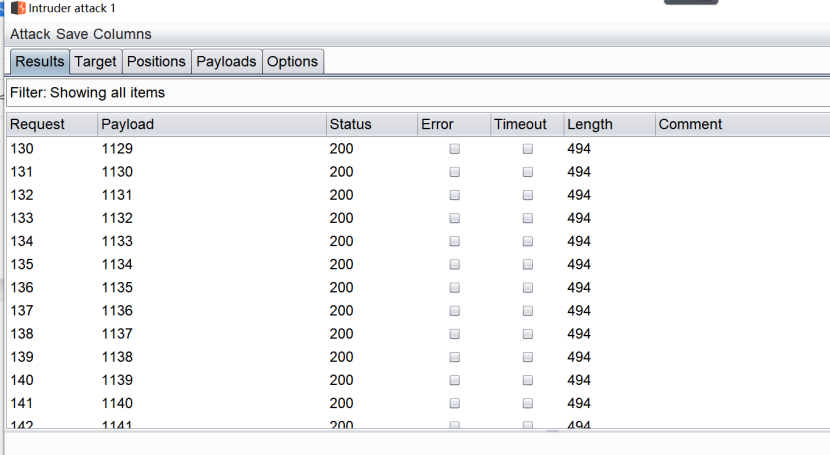 Intruder attack 1
Attack Save Columns
Results Target Positions Payloads Options
Filter: Showing all items
Request Payload Status Error Timeout Length Comment
130 1129 200 494
131 1130 200 494
132 1131 200 494
133 1132 200 494
134 1133 200 494
135 1134 200 494
136 1135 200 494
137 1136 200 494
138 1137 200 494
139 1138 200 494
140 1139 200 494
141 1140 200 494
142 1141 200 494